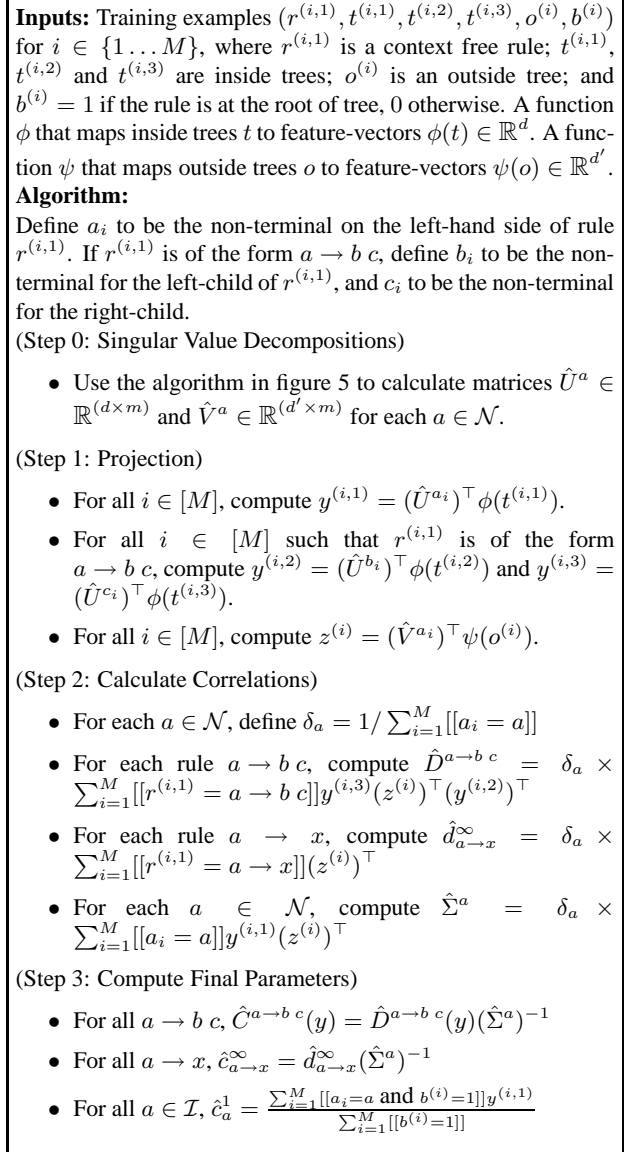 Inputs: Training examples (r^{(i,1)}, t^{(i,1)}, t^{(i,2)}, t^{(i,3)}, o^{(i)}, b^{(i)})
for i ∈ {1 . . . M}, where r^{(i,1)} is a context free rule; t^{(i,1)},
t^{(i,2)} and t^{(i,3)} are inside trees; o^{(i)} is an outside tree; and
b^{(i)} = 1 if the rule is at the root of tree, 0 otherwise. A function
ϕ that maps inside trees t to feature-vectors ϕ(t) ∈ ℝ^d. A func-
tion ψ that maps outside trees o to feature-vectors ψ(o) ∈ ℝ^{d′}.
Algorithm:
Define a_i to be the non-terminal on the left-hand side of rule
r^{(i,1)}. If r^{(i,1)} is of the form a → b c, define b_i to be the non-
terminal for the left-child of r^{(i,1)}, and c_i to be the non-terminal
for the right-child.
(Step 0: Singular Value Decompositions)
• Use the algorithm in figure 5 to calculate matrices Û^a ∈
ℝ^{(d×m)} and V̂^a ∈ ℝ^{(d′×m)} for each a ∈ 𝒩.
(Step 1: Projection)
• For all i ∈ [M], compute y^{(i,1)} = (Û^{a_i})^⊤ϕ(t^{(i,1)}).
• For all i ∈ [M] such that r^{(i,1)} is of the form
a → b c, compute y^{(i,2)} = (Û^{b_i})^⊤ϕ(t^{(i,2)}) and y^{(i,3)} =
(Û^{c_i})^⊤ϕ(t^{(i,3)}).
• For all i ∈ [M], compute z^{(i)} = (V̂^{a_i})^⊤ψ(o^{(i)}).
(Step 2: Calculate Correlations)
• For each a ∈ 𝒩, define δ_a = 1/ ∑_{i=1}^M [[a_i = a]]
• For each rule a → b c, compute D̂^{a→b c} = δ_a ×
∑_{i=1}^M [[r^{(i,1)} = a → b c]]y^{(i,3)}(z^{(i)})^⊤(y^{(i,2)})^⊤
• For each rule a → x, compute d̂^∞_{a→x} = δ_a ×
∑_{i=1}^M [[r^{(i,1)} = a → x]](z^{(i)})^⊤
• For each a ∈ 𝒩, compute Σ̂^a = δ_a ×
∑_{i=1}^M [[a_i = a]]y^{(i,1)}(z^{(i)})^⊤
(Step 3: Compute Final Parameters)
• For all a → b c, Ĉ^{a→b c}(y) = D̂^{a→b c}(y)(Σ̂^a)^{−1}
• For all a → x, ĉ^∞_{a→x} = d̂^∞_{a→x}(Σ̂^a)^{−1}
• For all a ∈ ℐ, ĉ^1_a = \frac{∑_{i=1}^M [[a_i=a and b^{(i)}=1]]y^{(i,1)}}{∑_{i=1}^M [[b^{(i)}=1]]}